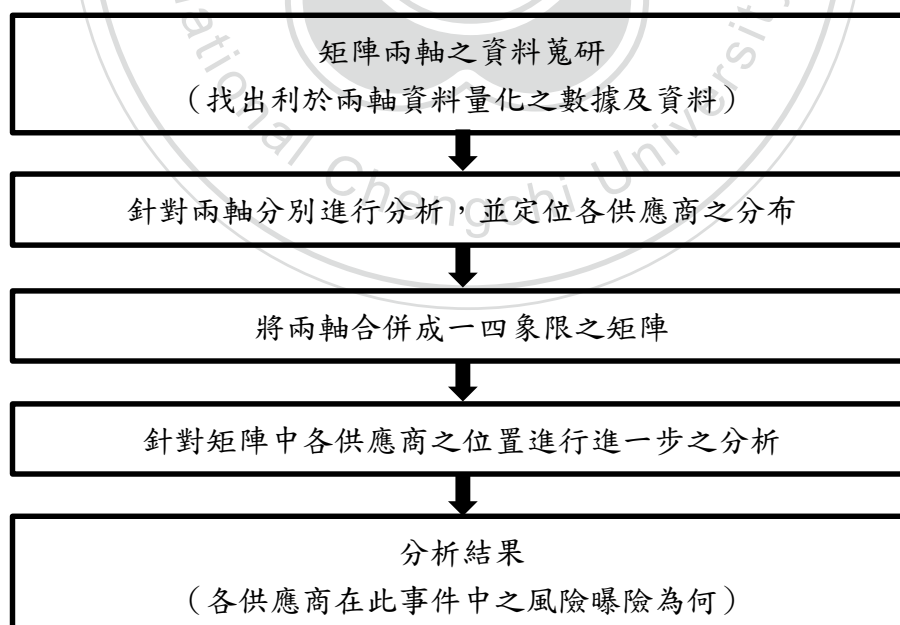 矩陣兩軸之資料蒐研
（找出利於兩軸資料量化之數據及資料）
針對兩軸分別進行分析，並定位各供應商之分布
將兩軸合併成一四象限之矩陣
針對矩陣中各供應商之位置進行進一步之分析
分析結果
（各供應商在此事件中之風險曝險為何）
ational Chengchi University